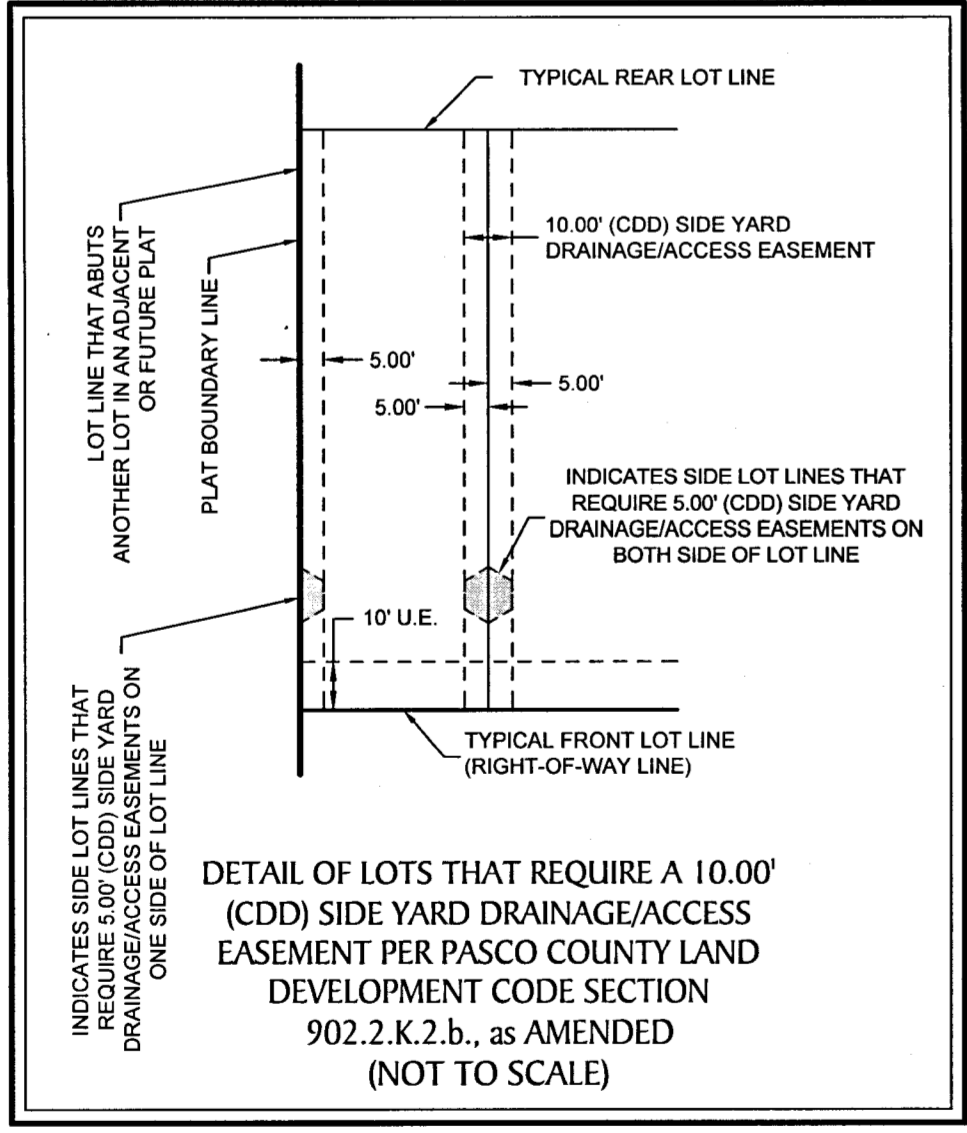 TYPICAL REAR LOT LINE
LOT LINE THAT ABUTS
ANOTHER LOT IN AN ADJACENT
OR FUTURE PLAT
PLAT BOUNDARY LINE
10.00' (CDD) SIDE YARD
DRAINAGE/ACCESS EASEMENT
5.00'
5.00'
5.00'
INDICATES SIDE LOT LINES THAT
REQUIRE 5.00' (CDD) SIDE YARD
DRAINAGE/ACCESS EASEMENTS ON
BOTH SIDE OF LOT LINE
10' U.E.
INDICATES SIDE LOT LINES THAT
REQUIRE 5.00' (CDD) SIDE YARD
DRAINAGE/ACCESS EASEMENTS ON
ONE SIDE OF LOT LINE
TYPICAL FRONT LOT LINE
(RIGHT-OF-WAY LINE)
DETAIL OF LOTS THAT REQUIRE A 10.00'
(CDD) SIDE YARD DRAINAGE/ACCESS
EASEMENT PER PASCO COUNTY LAND
DEVELOPMENT CODE SECTION
902.2.K.2.b., as AMENDED
(NOT TO SCALE)